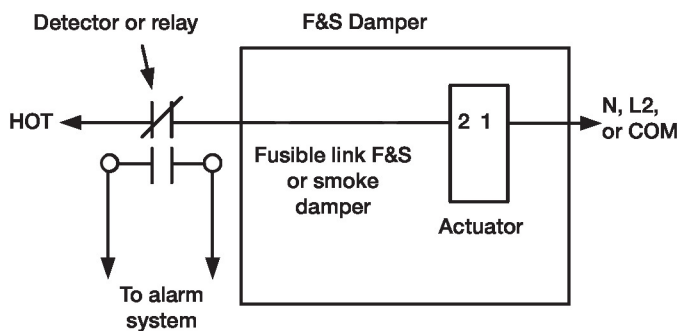 Detector or relay
F&S Damper
HOT
2 1
N, L2,
or COM
Fusible link F&S
or smoke
damper
Actuator
To alarm
system